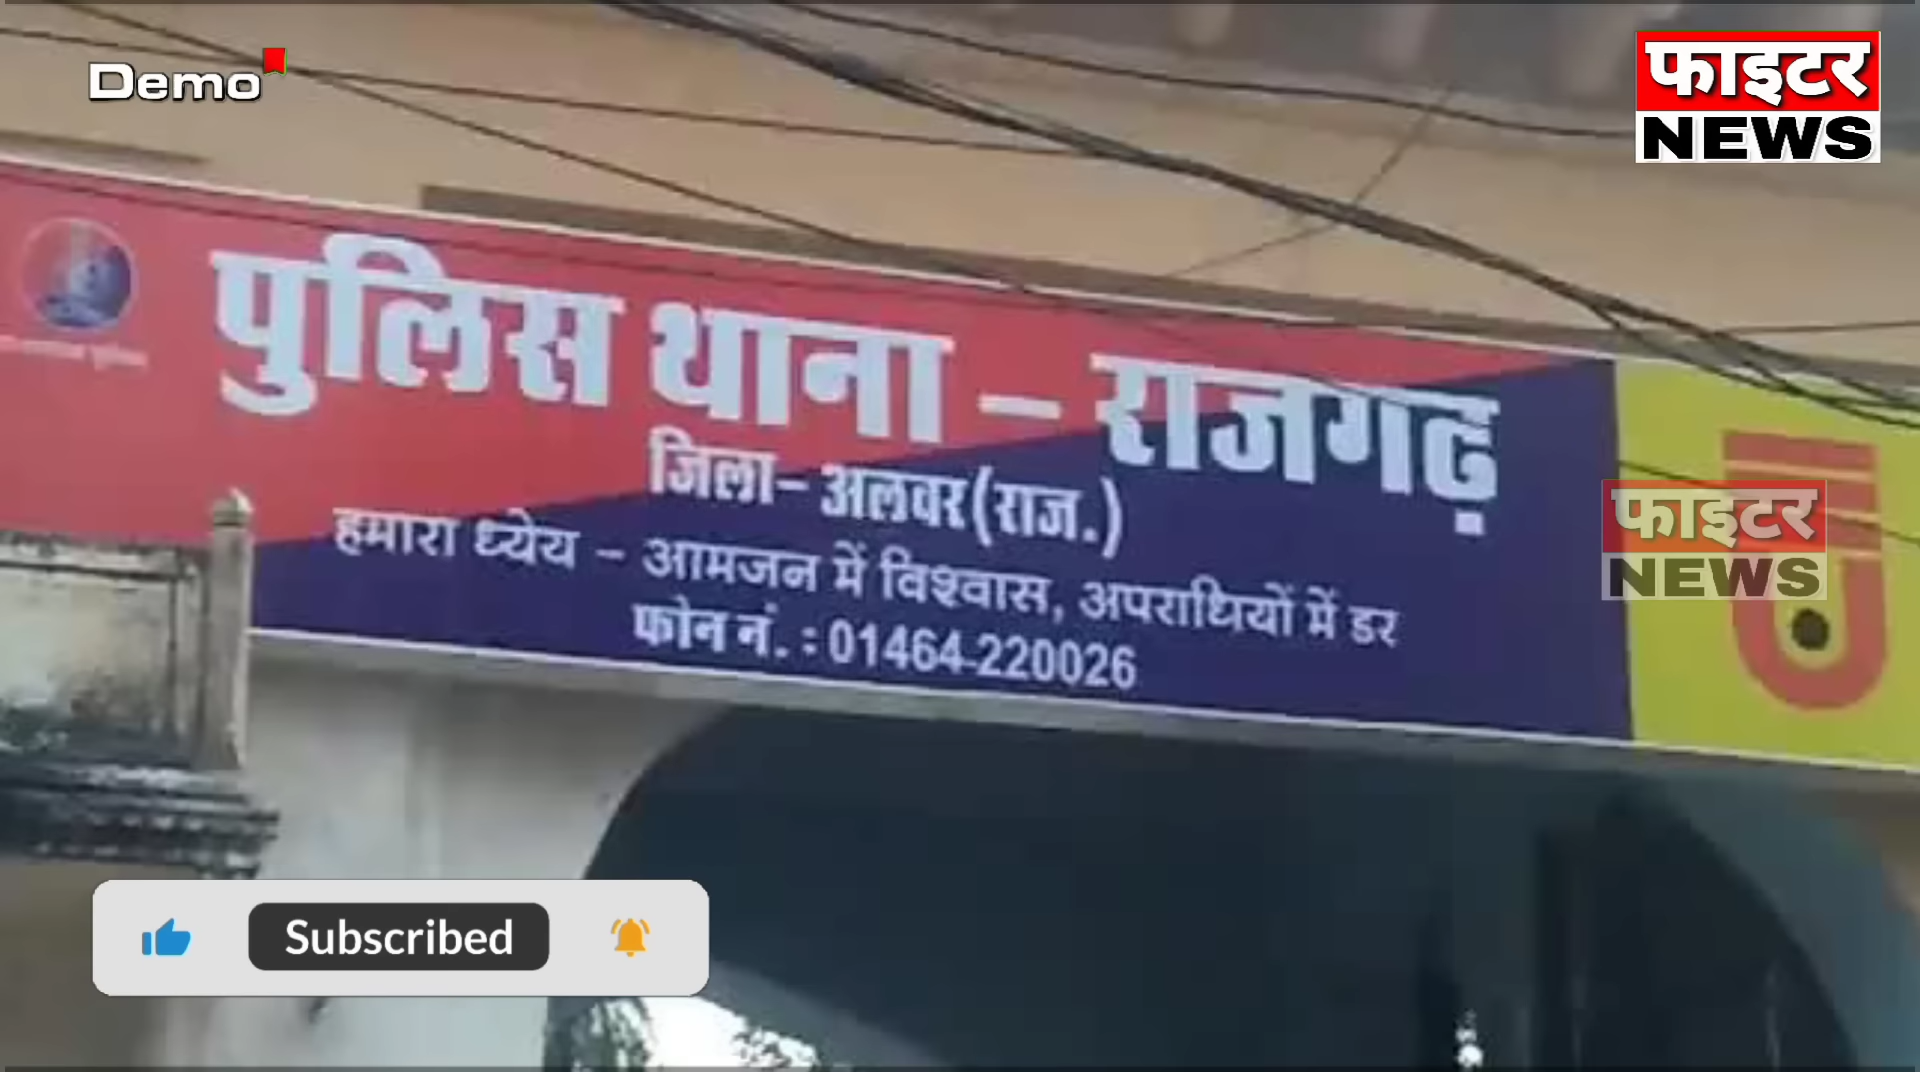 Demo
फाइटर
NEWS
पुलिस थाना – राजगढ़
जिला- अलवर(राज.)
हमारा ध्येय – आमजन में विश्वास, अपराधियों में डर
फोन नं. : 01464-220026
फाइटर
NEWS
Subscribed